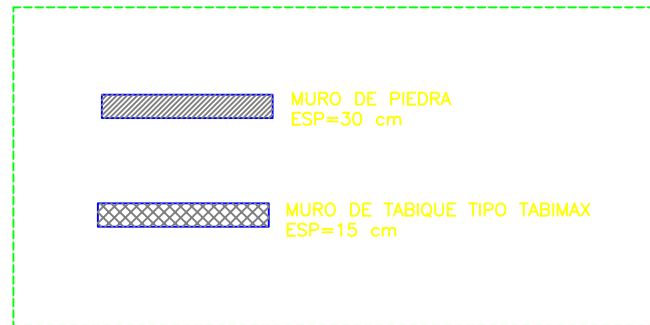 MURO DE PIEDRA
ESP=30 cm
MURO DE TABIQUE TIPO TABIMAX
ESP=15 cm